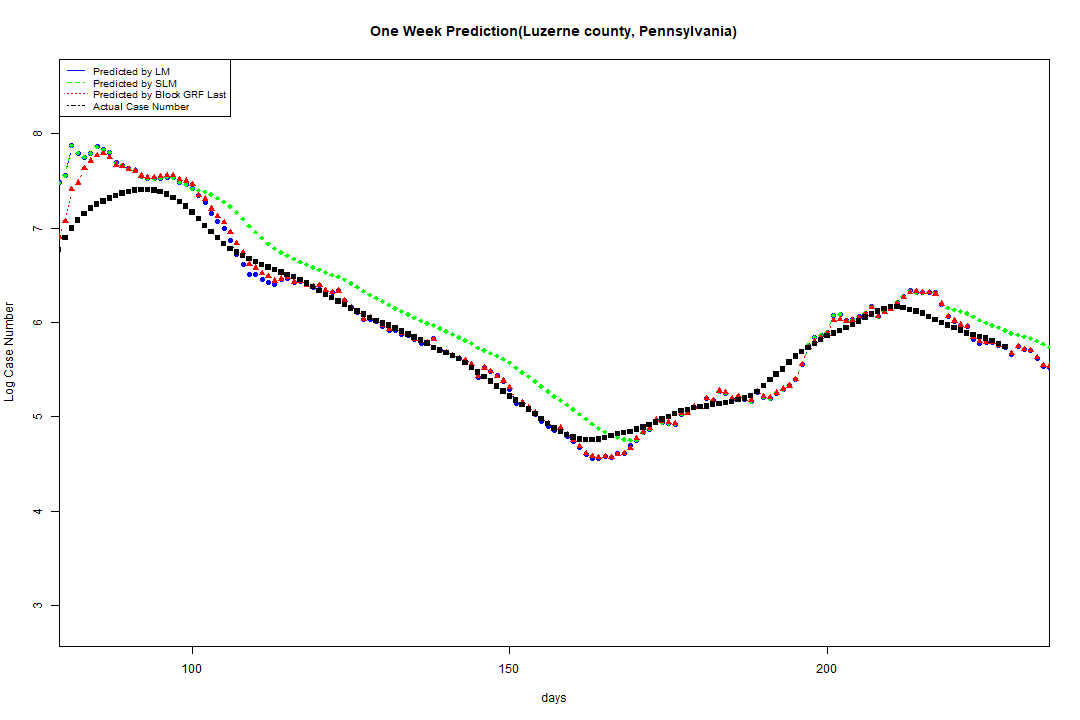 One Week Prediction(Luzerne county, Pennsylvania)
Predicted by LM
Predicted by SLM
Predicted by Block GRF Last
Actual Case Number
Log Case Number
8
7
6
5
4
3
100 150 200
days